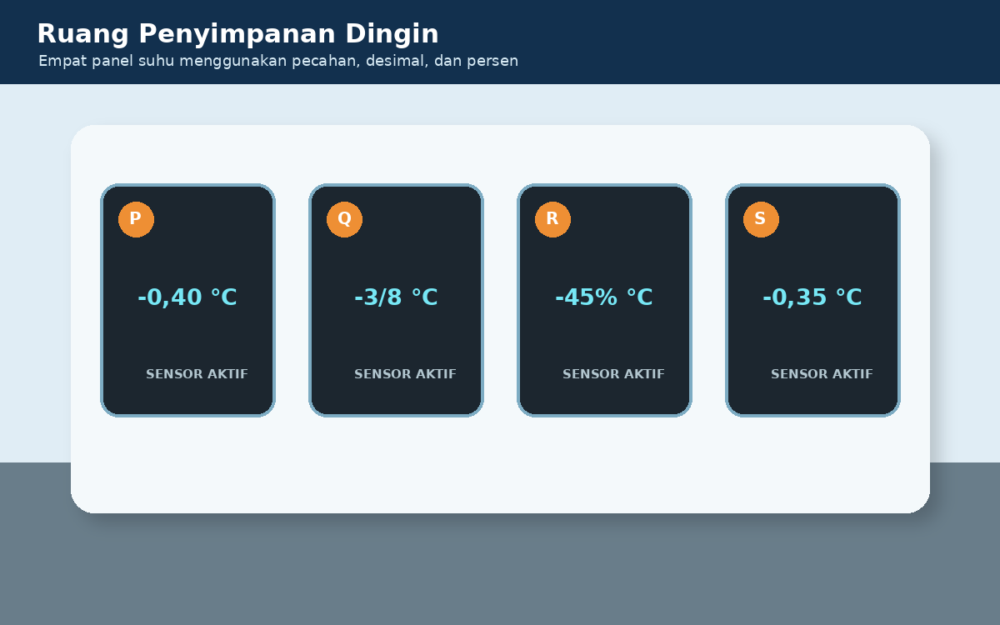 Ruang Penyimpanan Dingin
Empat panel suhu menggunakan pecahan, desimal, dan persen
P
Q
R
S
-0,40 °C
-3/8 °C
-45% °C
-0,35 °C
SENSOR AKTIF
SENSOR AKTIF
SENSOR AKTIF
SENSOR AKTIF